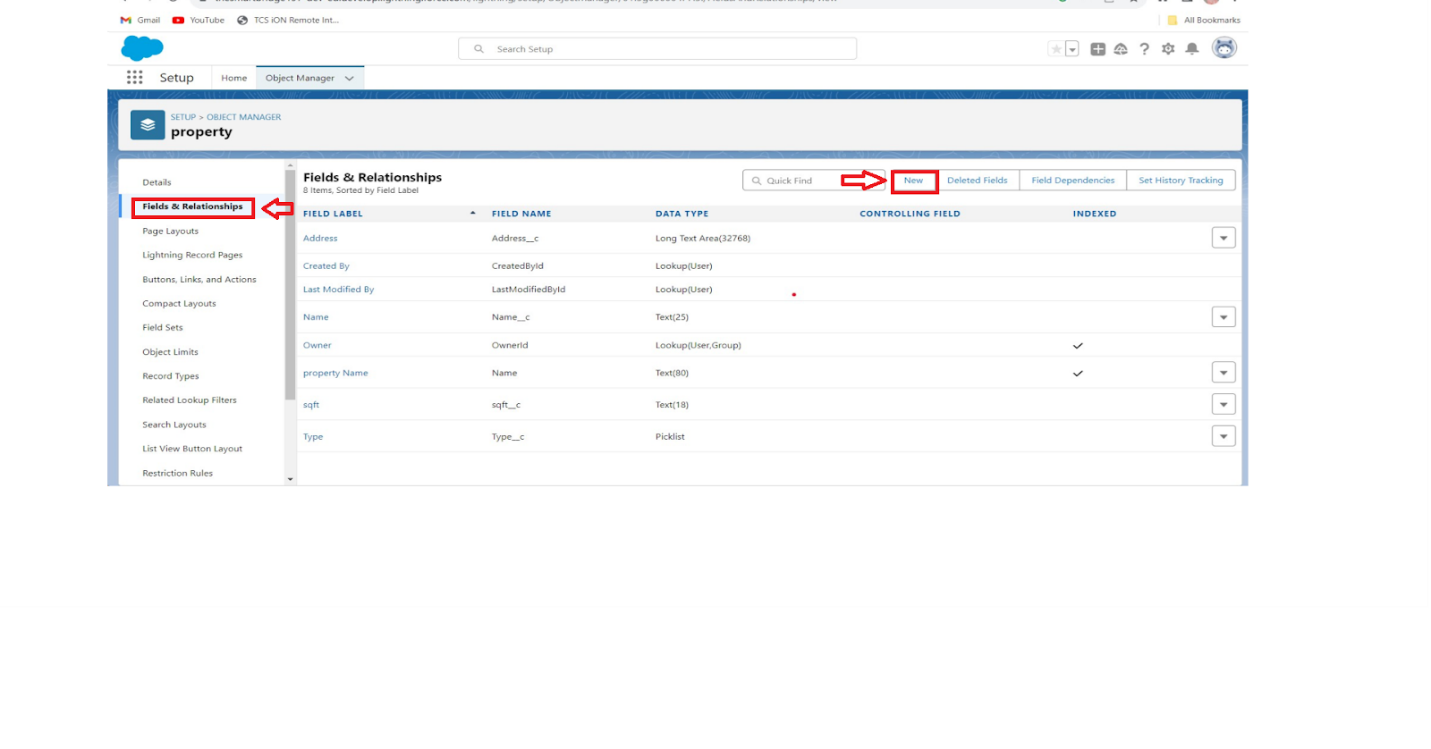 Gmail YouTube TCS iON Remote Int... All Bookmarks
Search Setup
Setup Home Object Manager
SETUP > OBJECT MANAGER
property
Details
Fields & Relationships
Page Layouts
Lightning Record Pages
Buttons, Links, and Actions
Compact Layouts
Field Sets
Object Limits
Record Types
Related Lookup Filters
Search Layouts
List View Button Layout
Restriction Rules
Fields & Relationships
8 Items, Sorted by Field Label
Quick Find New Deleted Fields Field Dependencies Set History Tracking
FIELD LABEL FIELD NAME DATA TYPE CONTROLLING FIELD INDEXED
Address Address__c Long Text Area(32768)
Created By CreatedById Lookup(User)
Last Modified By LastModifiedById Lookup(User)
Name Name__c Text(25)
Owner OwnerId Lookup(User,Group)
property Name Name Text(80)
sqft sqft__c Text(18)
Type Type__c Picklist